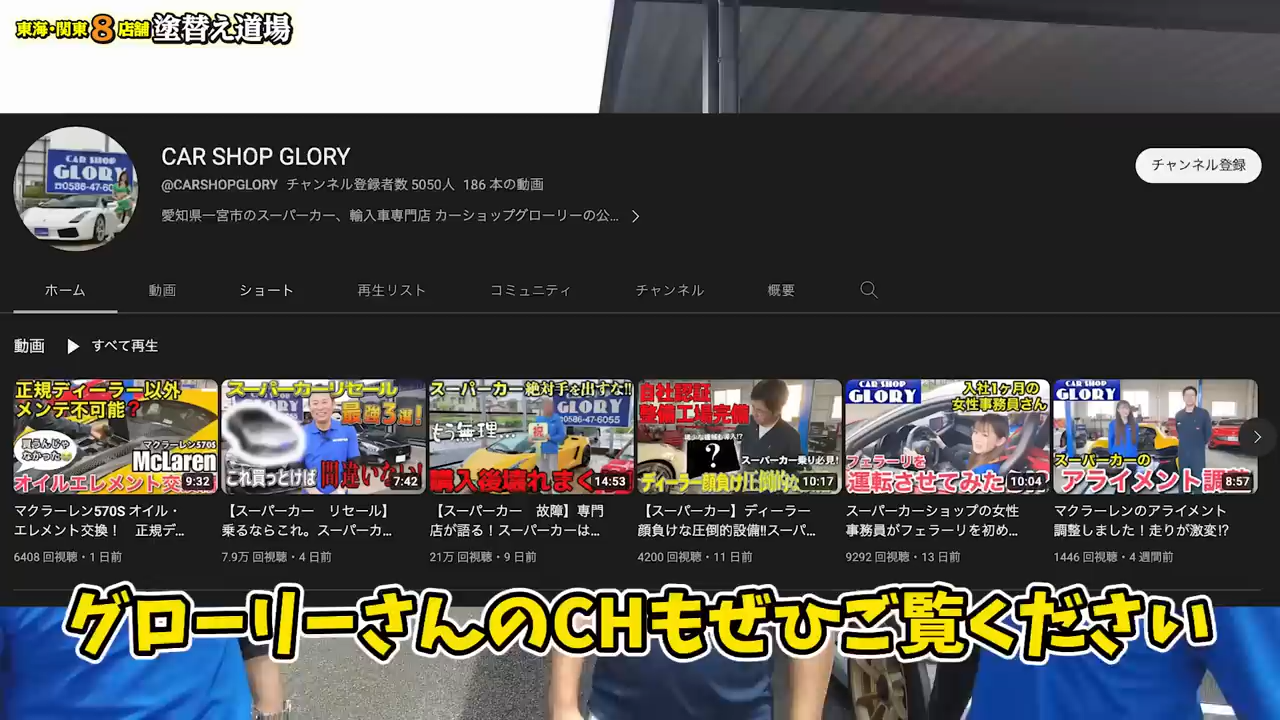 東海・関東8店舗塗替え道場
CAR SHOP GLORY
@CARSHOPGLORY チャンネル登録者数 5050人 186 本の動画
愛知県一宮市のスーパーカー、輸入車専門店 カーショップグローリーの公...
チャンネル登録
CAR SHOP
GLORY
ホーム 動画 ショート 再生リスト コミュニティ チャンネル 概要
動画 すべて再生
正規ディーラー以外
メンテ不可能?
買うんじゃ
なかった
マクラーレン570S
McLaren
オイルエレメント交
9:32
スーパーカーリセール
最強3選!
これ買っとけば 間違いない!
7:42
スーパーカー 絶対手を出すな!!
GLORY
もう無理...
購入後壊れまく
14:53
自社認証
整備工場完備
?
スーパーカー乗り必見!
ディーラー顔負け圧倒的な
10:17
CAR SHOP
GLORY
入社1ヶ月の
女性事務員さん
フェラーリを
運転させてみた
10:04
CAR SHOP
GLORY
スーパーカーの
アライメント調
8:57
マクラーレン570S オイル・
エレメント交換! 正規デ...
6408 回視聴・1 日前
【スーパーカー リセール】
乗るならこれ。スーパーカ...
7.9万 回視聴・4 日前
【スーパーカー 故障】専門
店が語る!スーパーカーは...
21万 回視聴・9 日前
【スーパーカー】ディーラー
顔負けな圧倒的設備!!スーパ...
4200 回視聴・11 日前
スーパーカーショップの女性
事務員がフェラーリを初め...
9292 回視聴・13 日前
マクラーレンのアライメント
調整しました!走りが激変!?
1446 回視聴・4 週間前
グローリーさんのCHもぜひご覧ください